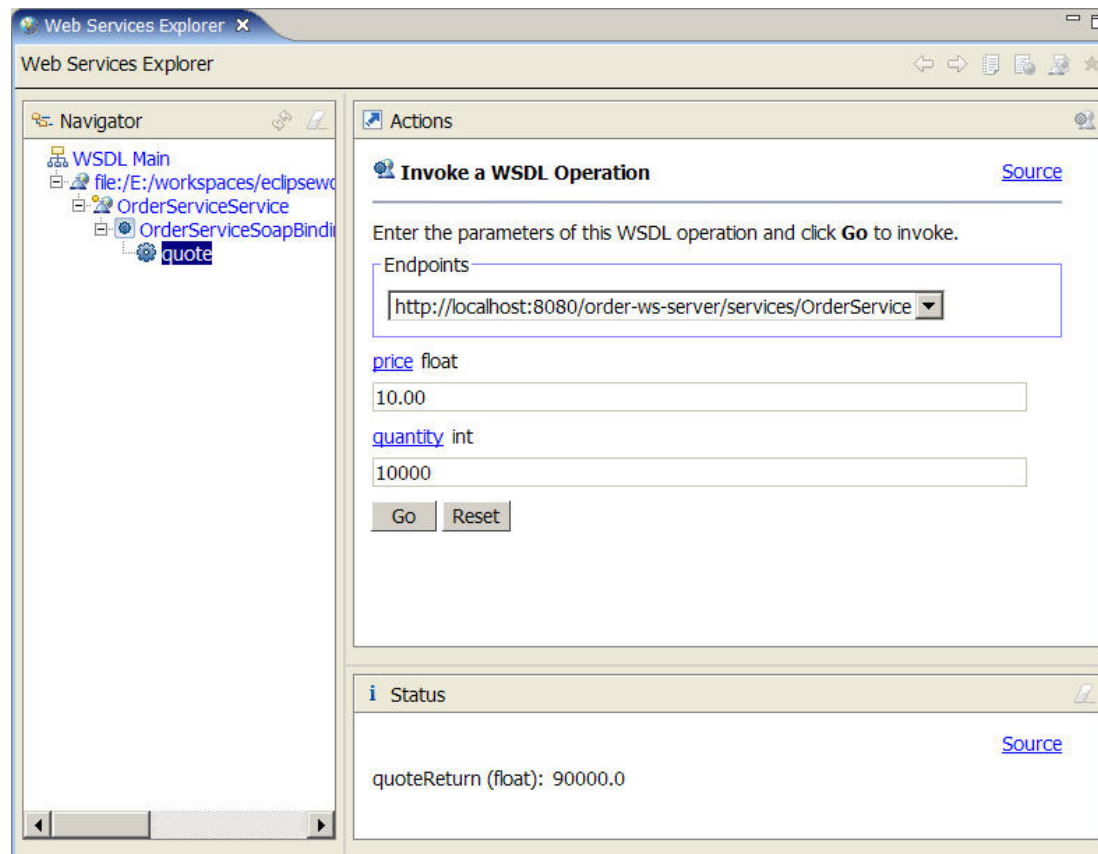 Web Services Explorer
Web Services Explorer
Navigator
WSDL Main
file:/E:/workspaces/eclipsewo
OrderServiceService
OrderServiceSoapBindin
quote
Actions
Invoke a WSDL Operation
Source
Enter the parameters of this WSDL operation and click Go to invoke.
Endpoints
http://localhost:8080/order-ws-server/services/OrderService
price float
10.00
quantity int
10000
Go Reset
i Status
Source
quoteReturn (float): 90000.0